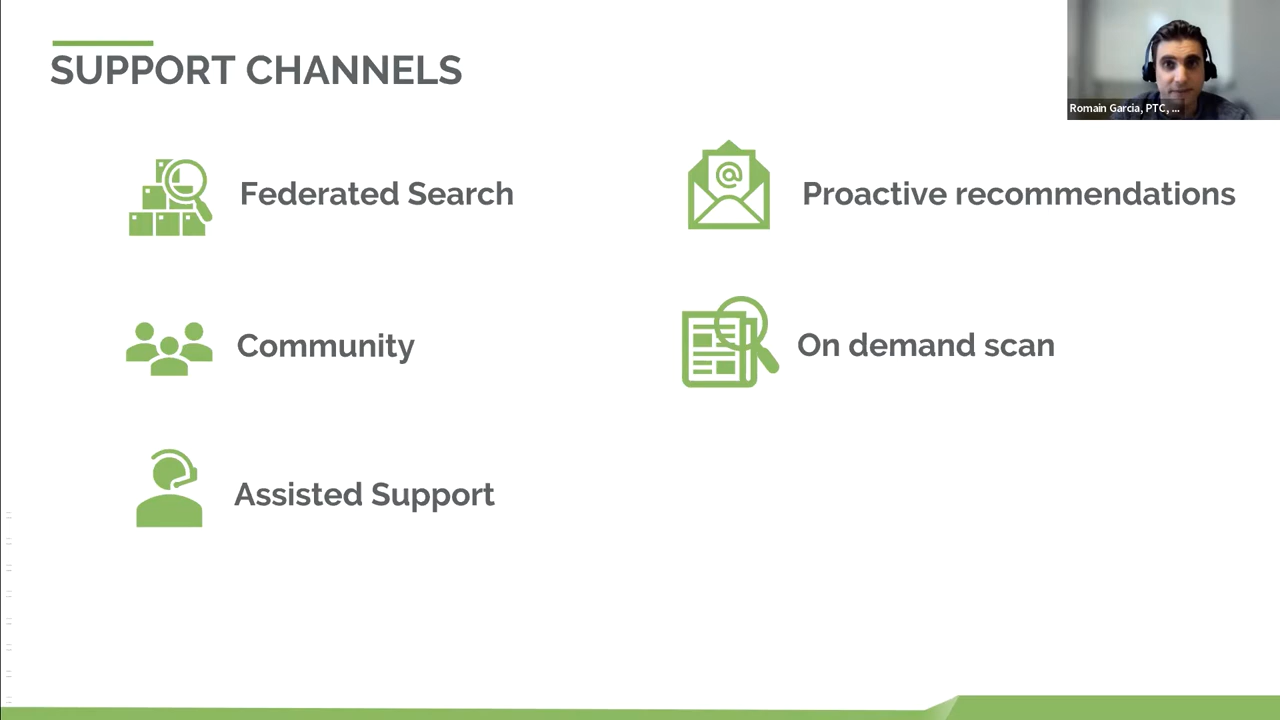 SUPPORT CHANNELS
Romain Garcia, PTC, ...
Federated Search
Proactive recommendations
Community
On demand scan
Assisted Support
@